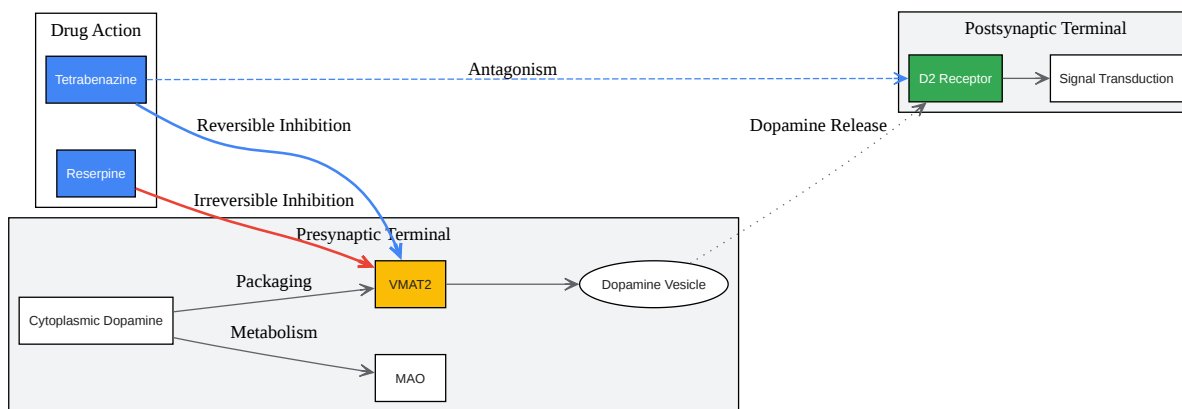 Drug Action
Postsynaptic Terminal
Tetrabenazine
Antagonism
D2 Receptor
Signal Transduction
Reversible Inhibition
Dopamine Release
Reserpine
Irreversible Inhibition
Presynaptic Terminal
Packaging
VMAT2
Dopamine Vesicle
Cytoplasmic Dopamine
Metabolism
MAO